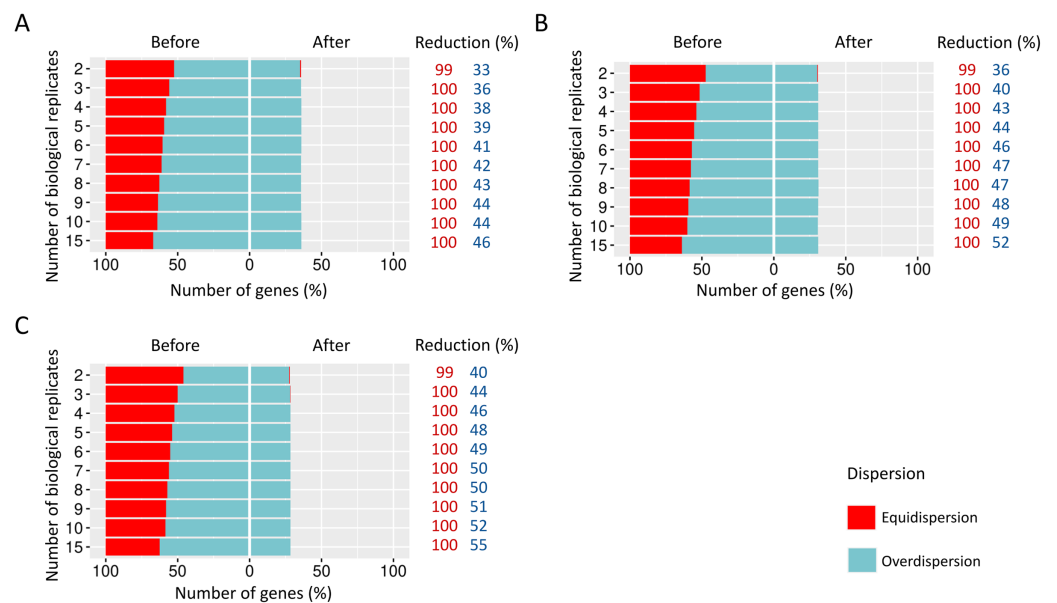 A
Before After Reduction (%)
Number of biological replicates
2 99 33
3 100 36
4 100 38
5 100 39
6 100 41
7 100 42
8 100 43
9 100 44
10 100 44
15 100 46
100 50 0 50 100
Number of genes (%)
B
Before After Reduction (%)
Number of biological replicates
2 99 36
3 100 40
4 100 43
5 100 44
6 100 46
7 100 47
8 100 47
9 100 48
10 100 49
15 100 52
100 50 0 50 100
Number of genes (%)
C
Before After Reduction (%)
Number of biological replicates
2 99 40
3 100 44
4 100 46
5 100 48
6 100 49
7 100 50
8 100 50
9 100 51
10 100 52
15 100 55
100 50 0 50 100
Number of genes (%)
Dispersion
Equidispersion
Overdispersion